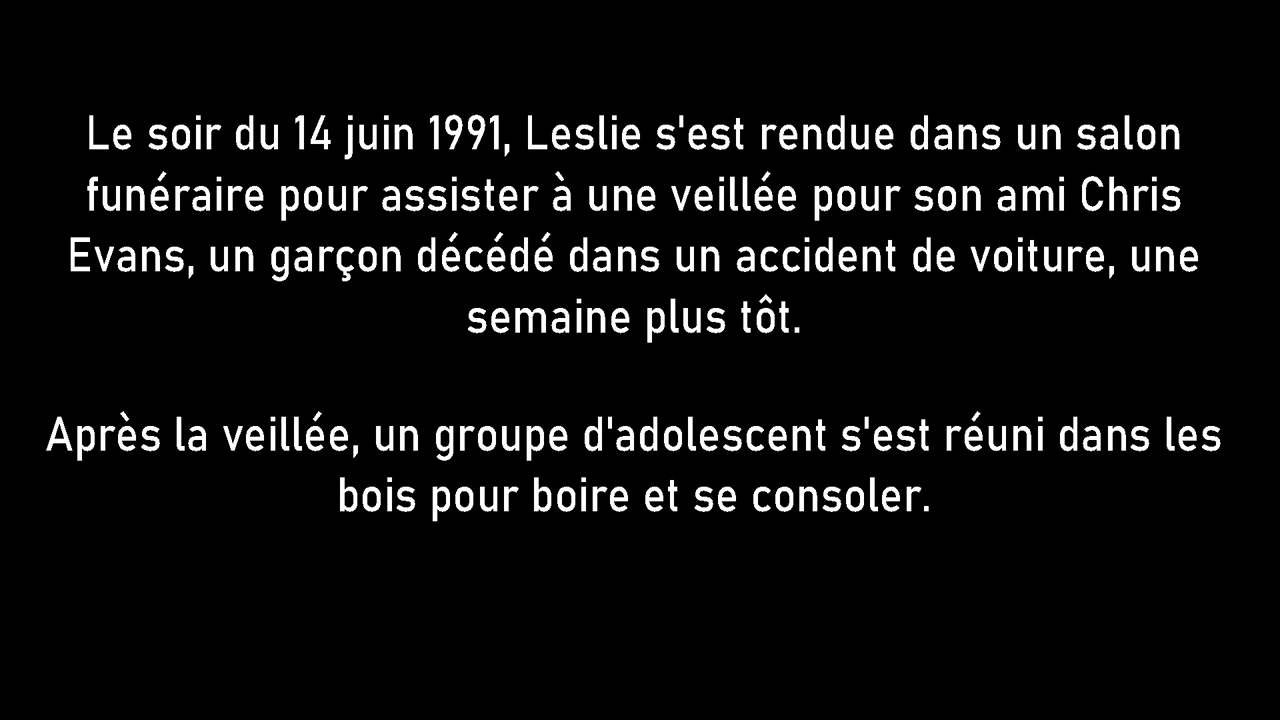 Le soir du 14 juin 1991, Leslie s'est rendue dans un salon
funéraire pour assister à une veillée pour son ami Chris
Evans, un garçon décédé dans un accident de voiture, une
semaine plus tôt.
Après la veillée, un groupe d'adolescent s'est réuni dans les
bois pour boire et se consoler.